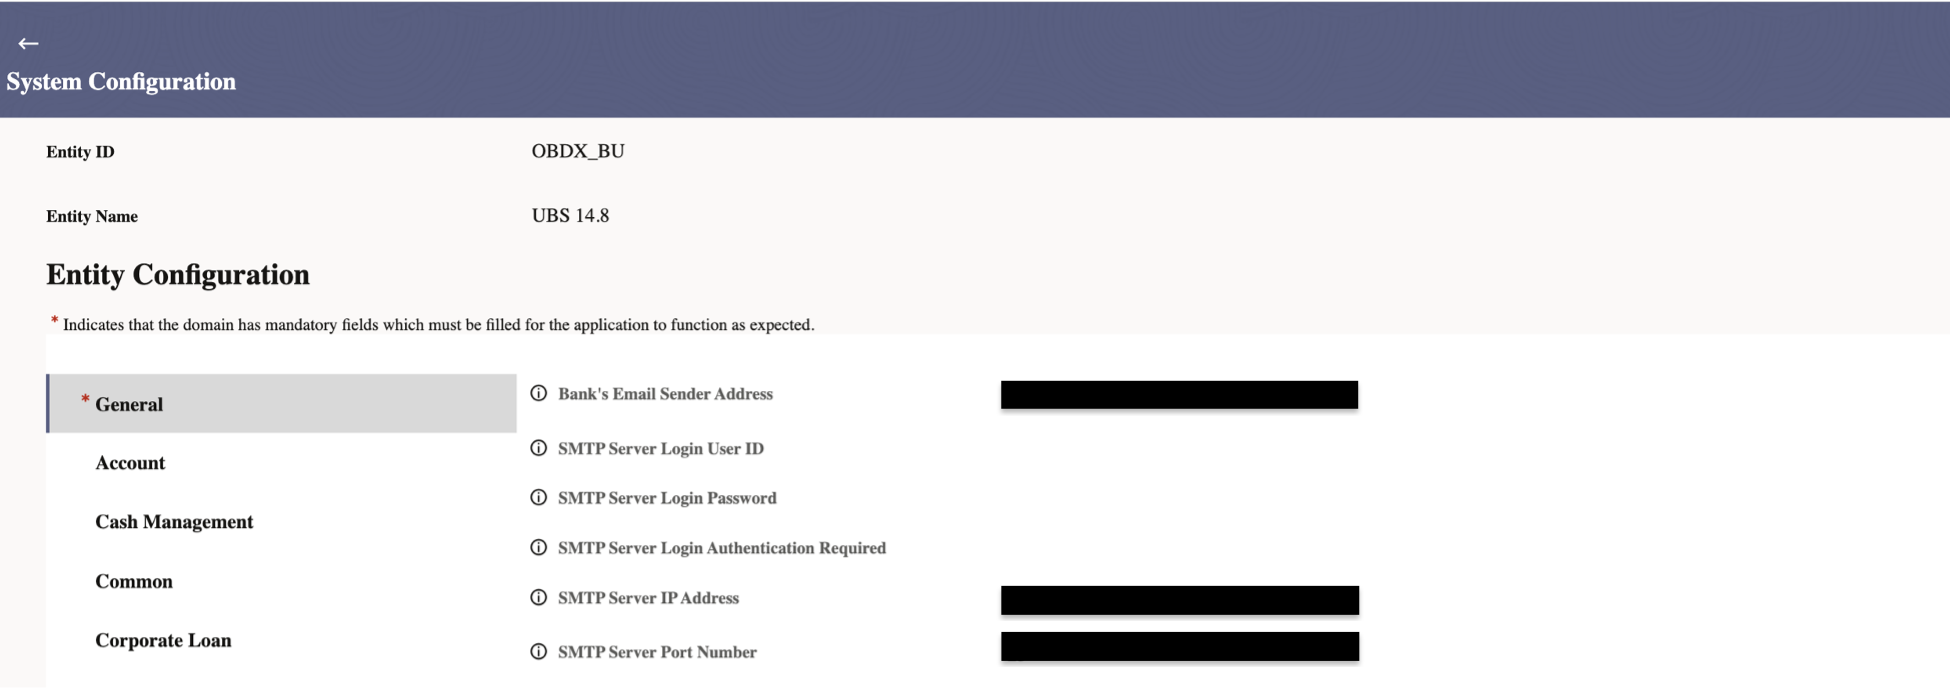 System Configuration
Entity ID OBDX_BU
Entity Name UBS 14.8
Entity Configuration
* Indicates that the domain has mandatory fields which must be filled for the application to function as expected.
* General
Account
Cash Management
Common
Corporate Loan
Bank's Email Sender Address
SMTP Server Login User ID
SMTP Server Login Password
SMTP Server Login Authentication Required
SMTP Server IP Address
SMTP Server Port Number